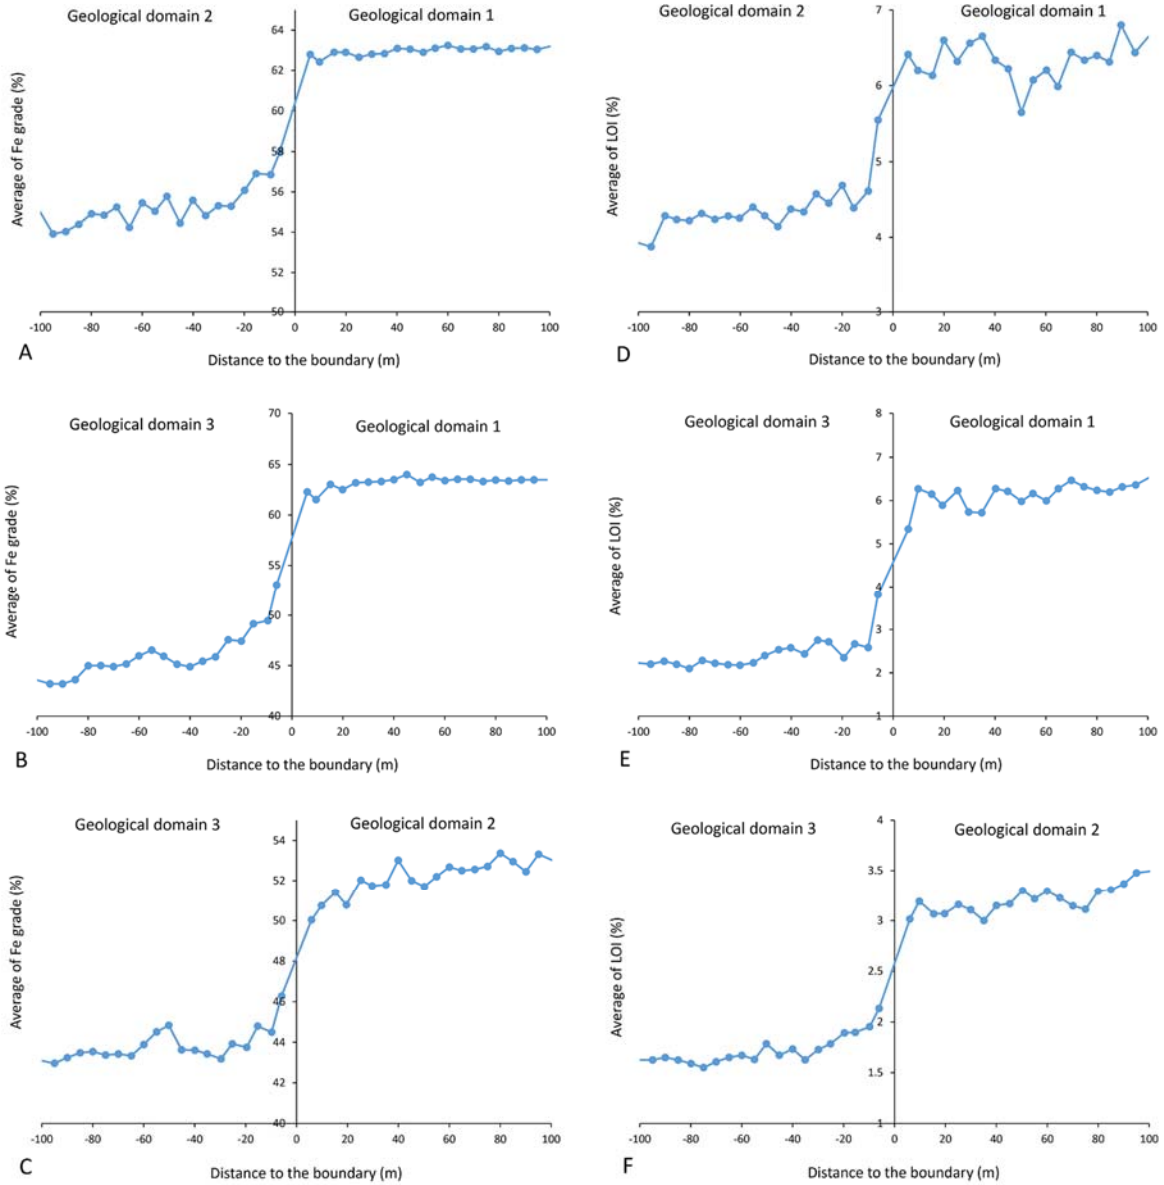 Geological domain 2
Geological domain 1
Average of Fe grade (%)
64
62
60
58
56
54
52
50
-100 -80 -60 -40 -20 0 20 40 60 80 100
A
Distance to the boundary (m)
Geological domain 2
Geological domain 1
Average of LOI (%)
7
6
5
4
3
-100 -80 -60 -40 -20 0 20 40 60 80 100
D
Distance to the boundary (m)
Geological domain 3
Geological domain 1
Average of Fe grade (%)
70
65
60
55
50
45
40
-100 -80 -60 -40 -20 0 20 40 60 80 100
B
Distance to the boundary (m)
Geological domain 3
Geological domain 1
Average of LOI (%)
8
7
6
5
4
3
2
1
-100 -80 -60 -40 -20 0 20 40 60 80 100
E
Distance to the boundary (m)
Geological domain 3
Geological domain 2
Average of Fe grade (%)
54
52
50
48
46
44
42
40
-100 -80 -60 -40 -20 0 20 40 60 80 100
C
Distance to the boundary (m)
Geological domain 3
Geological domain 2
Average of LOI (%)
4
3.5
3
2.5
2
1.5
1
-100 -80 -60 -40 -20 0 20 40 60 80 100
F
Distance to the boundary (m)